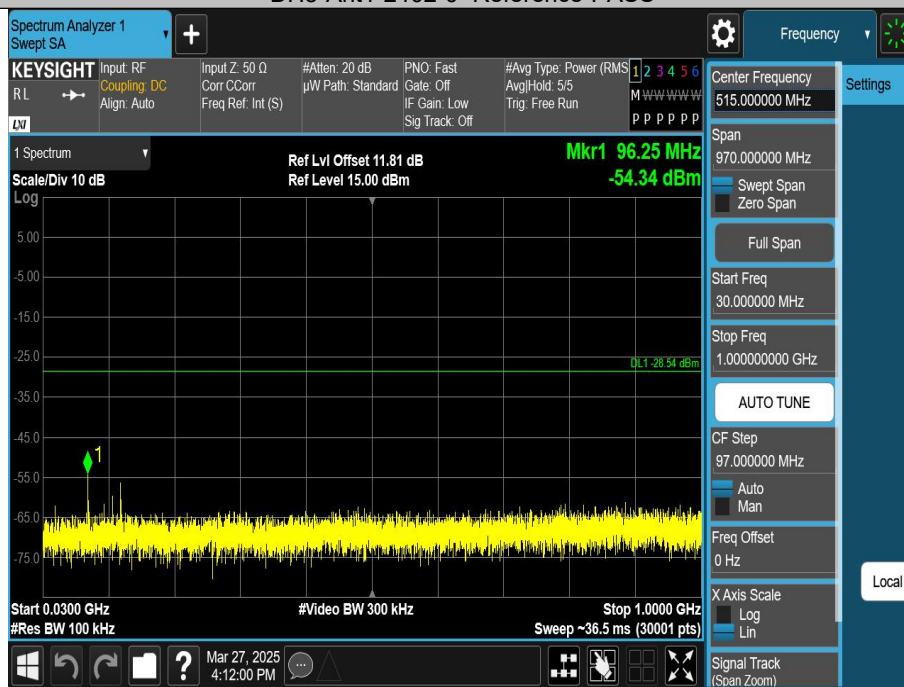 Spectrum Analyzer 1
Swept SA
Frequency
KEYSIGHT
RL
LXI
Input: RF
Coupling: DC
Align: Auto
Input Z: 50 Ω
Corr CCorr
Freq Ref: Int (S)
#Atten: 20 dB
µW Path: Standard
PNO: Fast
Gate: Off
IF Gain: Low
Sig Track: Off
#Avg Type: Power (RMS
Avg|Hold: 5/5
Trig: Free Run
1 2 3 4 5 6
M W W W W W
P P P P P P
1 Spectrum
Scale/Div 10 dB
Log
Ref Lvl Offset 11.81 dB
Ref Level 15.00 dBm
Mkr1 96.25 MHz
-54.34 dBm
5.00
-5.00
-15.0
-25.0
DL1 -28.54 dBm
-35.0
-45.0
1
-55.0
-65.0
-75.0
Start 0.0300 GHz
#Res BW 100 kHz
#Video BW 300 kHz
Stop 1.0000 GHz
Sweep ~36.5 ms (30001 pts)
Mar 27, 2025
4:12:00 PM
?
Center Frequency
515.000000 MHz
Span
970.000000 MHz
Swept Span
Zero Span
Full Span
Start Freq
30.000000 MHz
Stop Freq
1.000000000 GHz
AUTO TUNE
CF Step
97.000000 MHz
Auto
Man
Freq Offset
0 Hz
X Axis Scale
Log
Lin
Signal Track
(Span Zoom)
Settings
Local